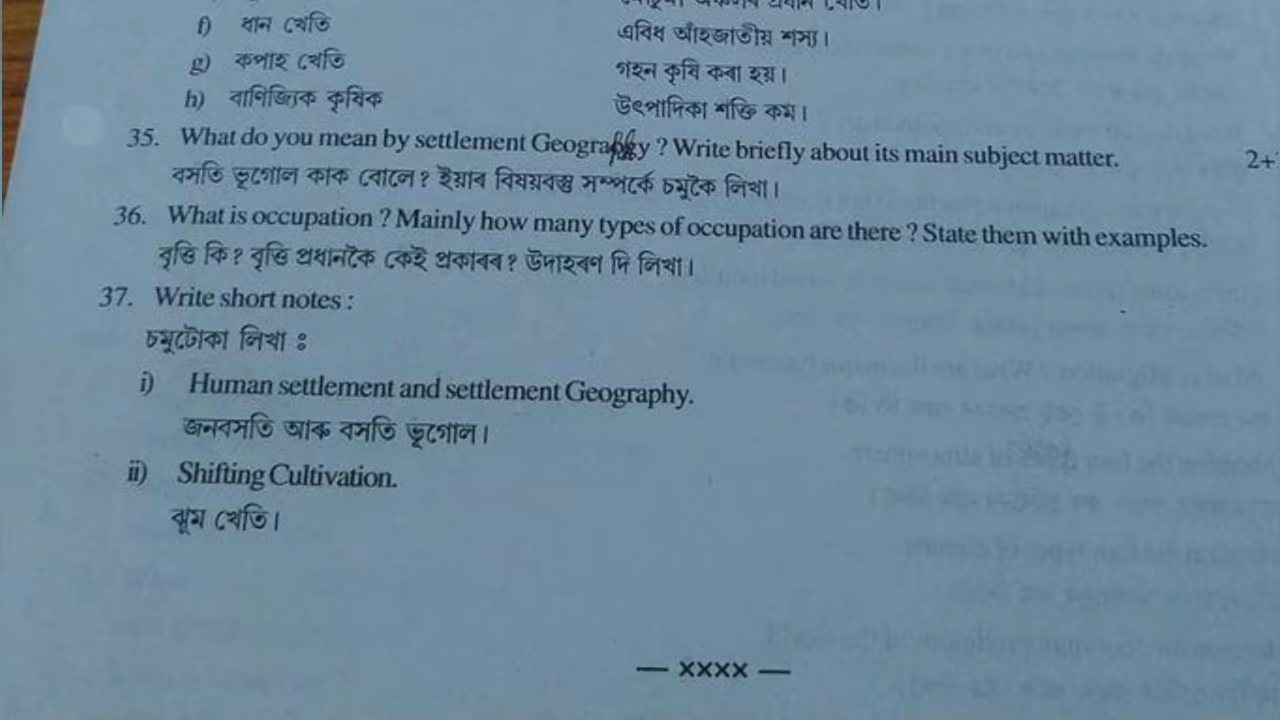 f) ধান খেতি
এবিধ আঁহজাতীয় শস্য।
g) কপাহ খেতি
গহন কৃষি কৰা হয়।
h) বাণিজ্যিক কৃষিক
উৎপাদিকা শক্তি কম।
35. What do you mean by settlement Geography ? Write briefly about its main subject matter. 2+
বসতি ভূগোল কাক বোলে? ইয়াৰ বিষয়বস্তু সম্পৰ্কে চমুকৈ লিখা।
36. What is occupation ? Mainly how many types of occupation are there ? State them with examples.
বৃত্তি কি? বৃত্তি প্ৰধানকৈ কেই প্ৰকাৰৰ? উদাহৰণ দি লিখা।
37. Write short notes :
চমুটোকা লিখা ঃ
i) Human settlement and settlement Geography.
জনবসতি আৰু বসতি ভূগোল।
ii) Shifting Cultivation.
ঝুম খেতি।
— xxxx —